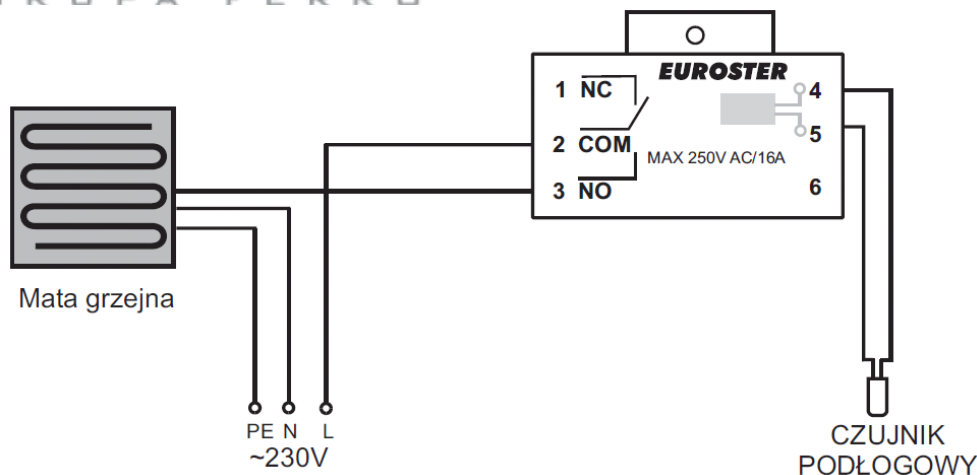 EUROSTER
1 NC
2 COM
3 NO
MAX 250V AC/16A
4
5
6
Mata grzejna
PE N L
~230V
CZUJNIK
PODŁOGOWY